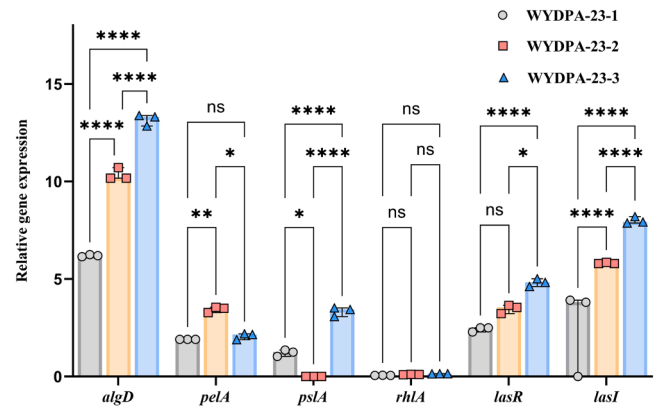 WYDPA-23-1
WYDPA-23-2
WYDPA-23-3
Relative gene expression
15
10
5
0
****
****
****
ns
*
**
****
****
*
ns
ns
ns
****
*
ns
****
****
****
algD
pelA
pslA
rhlA
lasR
lasI